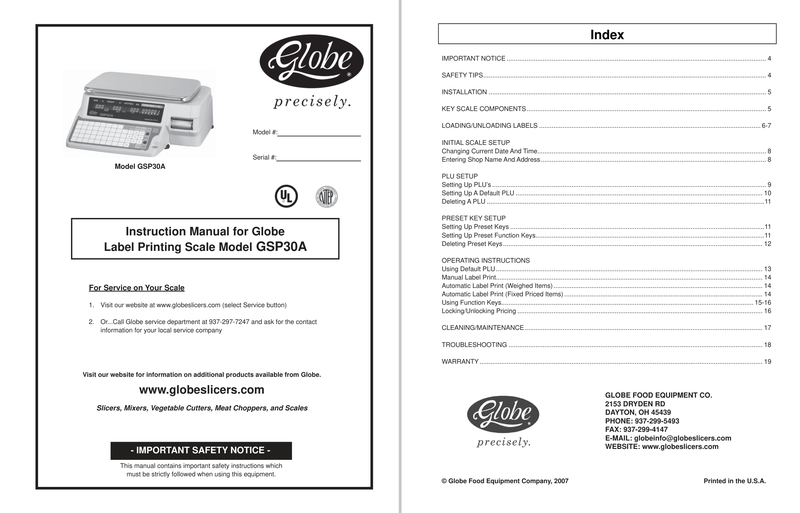 Globe
®
precisely.
Model #:
Serial #:
Model GSP30A
UL
NTEP
Instruction Manual for Globe
Label Printing Scale Model GSP30A
For Service on Your Scale
1. Visit our website at www.globeslicers.com (select Service button)
2. Or...Call Globe service department at 937-297-7247 and ask for the contact
information for your local service company
Visit our website for information on additional products available from Globe.
www.globeslicers.com
Slicers, Mixers, Vegetable Cutters, Meat Choppers, and Scales
- IMPORTANT SAFETY NOTICE -
This manual contains important safety instructions which
must be strictly followed when using this equipment.
Index
IMPORTANT NOTICE 4
SAFETY TIPS 4
INSTALLATION 5
KEY SCALE COMPONENTS 5
LOADING/UNLOADING LABELS 6-7
INITIAL SCALE SETUP
Changing Current Date And Time 8
Entering Shop Name And Address 8
PLU SETUP
Setting Up PLU's 9
Setting Up A Default PLU 10
Deleting A PLU 11
PRESET KEY SETUP
Setting Up Preset Keys 11
Setting Up Preset Function Keys 11
Deleting Preset Keys 12
OPERATING INSTRUCTIONS
Using Default PLU 13
Manual Label Print 14
Automatic Label Print (Weighed Items) 14
Automatic Label Print (Fixed Priced Items) 14
Using Function Keys 15-16
Locking/Unlocking Pricing 16
CLEANING/MAINTENANCE 17
TROUBLESHOOTING 18
WARRANTY 19
Globe
®
precisely.
GLOBE FOOD EQUIPMENT CO.
2153 DRYDEN RD
DAYTON, OH 45439
PHONE: 937-299-5493
FAX: 937-299-4147
E-MAIL: globeinfo@globeslicers.com
WEBSITE: www.globeslicers.com
© Globe Food Equipment Company, 2007
Printed in the U.S.A.